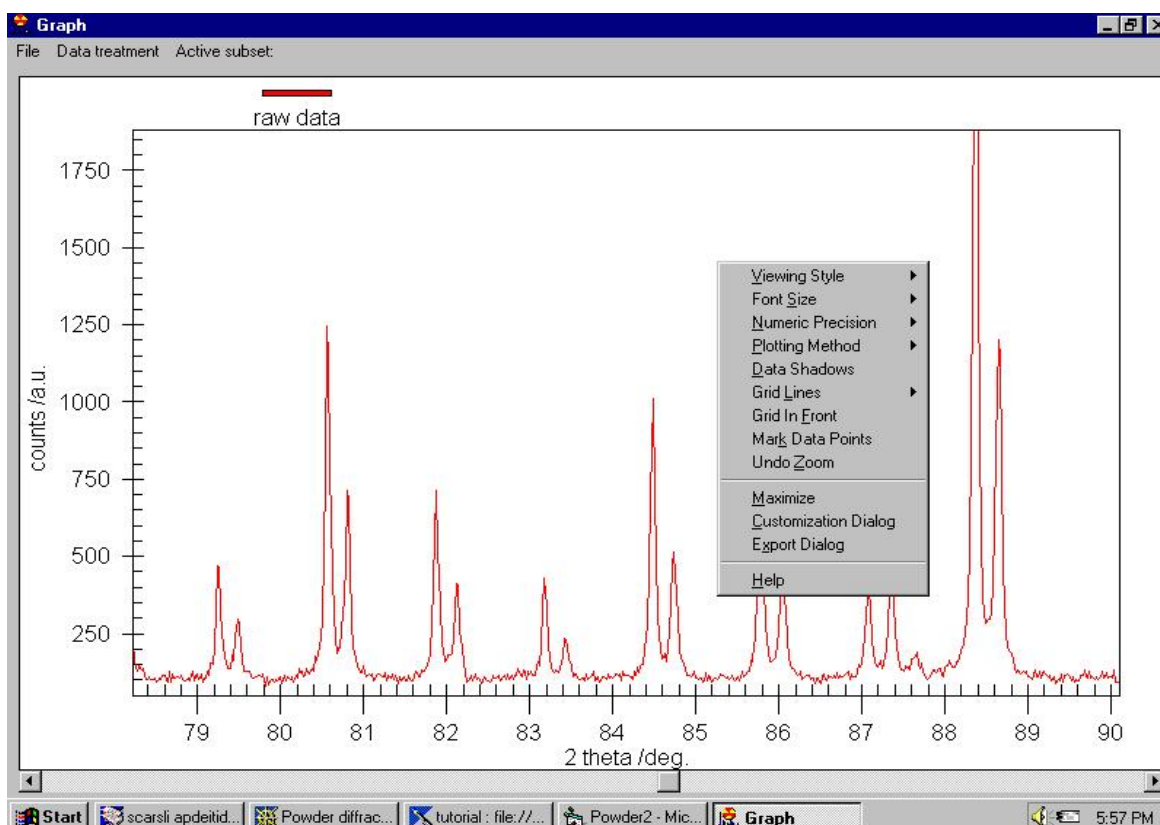 Graph
File Data treatment Active subset:
raw data
1750
1500
1250
1000
750
500
250
counts /a.u.
79 80 81 82 83 84 85 86 87 88 89 90
2 theta /deg.
Viewing Style
Font Size
Numeric Precision
Plotting Method
Data Shadows
Grid Lines
Grid In Front
Mark Data Points
Undo Zoom
Maximize
Customization Dialog
Export Dialog
Help
Start scarsli apdeitid... Powder diffrac... tutorial : file://... Powder2 - Mic... Graph 5:57 PM